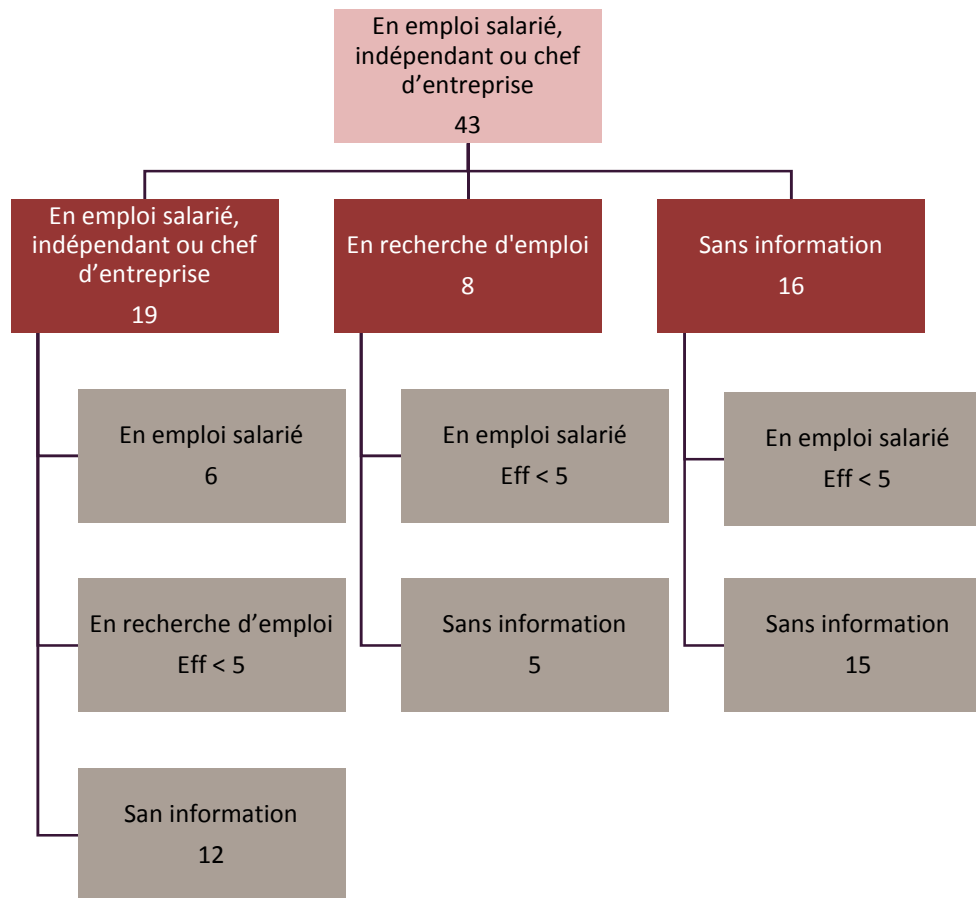 En emploi salarié,
indépendant ou chef
d’entreprise
43
En emploi salarié,
indépendant ou chef
d’entreprise
19
En recherche d'emploi
8
Sans information
16
En emploi salarié
6
En emploi salarié
Eff < 5
En emploi salarié
Eff < 5
En recherche d’emploi
Eff < 5
Sans information
5
Sans information
15
San information
12